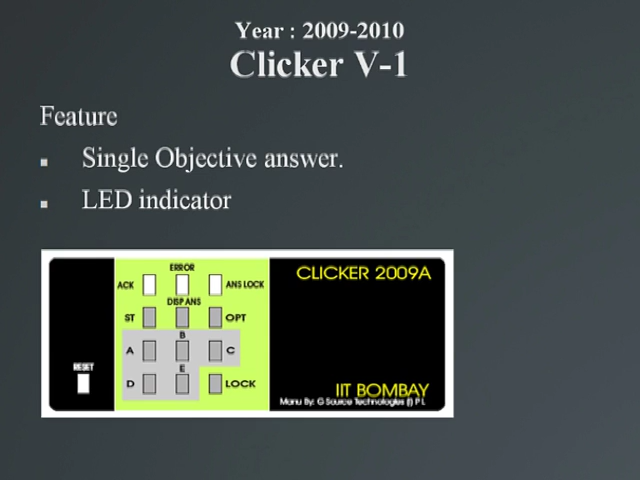 Year : 2009-2010
Clicker V-1
Feature
Single Objective answer.
LED indicator
CLICKER 2009A
ERROR
ACK
ANS LOCK
DISP ANS
ST
OPT
B
A
C
E
RESET
D
LOCK
IIT BOMBAY
Manu By: G Source Technologies (I) P L